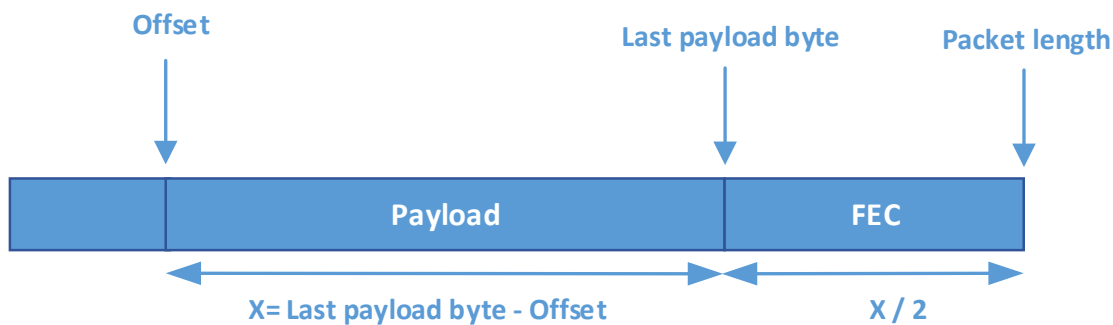 Offset
Last payload byte
Packet length
Payload
FEC
X= Last payload byte - Offset
X / 2